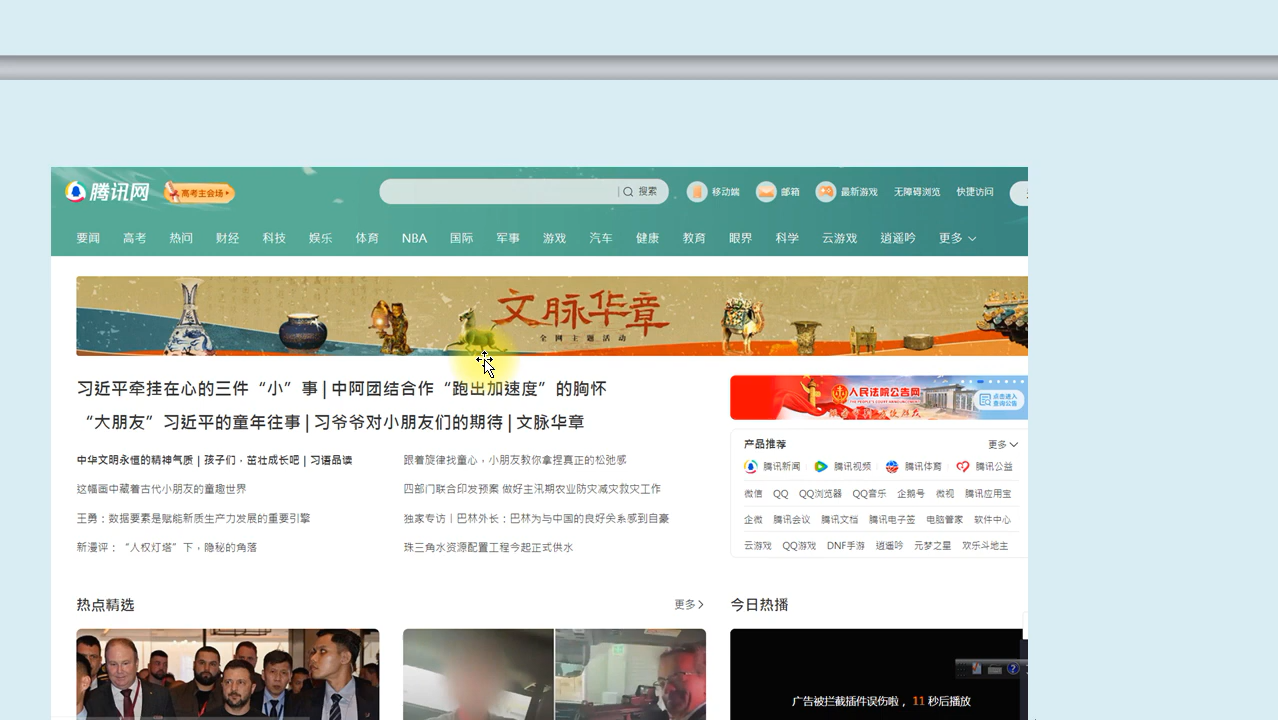 腾讯网 高考主会场 搜索 移动端 邮箱 最新游戏 无障碍浏览 快捷访问
要闻 高考 热问 财经 科技 娱乐 体育 NBA 国际 军事 游戏 汽车 健康 教育 眼界 科学 云游戏 逍遥吟 更多
文脉华章
全网主题活动
习近平牵挂在心的三件“小”事 | 中阿团结合作“跑出加速度”的胸怀
“大朋友”习近平的童年往事 | 习爷爷对小朋友们的期待 | 文脉华章
中华文明永恒的精神气质 | 孩子们，茁壮成长吧 | 习语品读
跟着旋律找童心，小朋友教你拿捏真正的松弛感
这幅画中藏着古代小朋友的童趣世界
四部门联合印发预案 做好主汛期农业防灾减灾救灾工作
王勇：数据要素是赋能新质生产力发展的重要引擎
独家专访丨巴林外长：巴林为与中国的良好关系感到自豪
新漫评：“人权灯塔”下，隐秘的角落
珠三角水资源配置工程今起正式供水
人民法院公告网
THE PEOPLE'S COURT ANNOUNCEMENT
点击进入
查询公告
产品推荐 更多
腾讯新闻 腾讯视频 腾讯体育 腾讯公益
微信 QQ QQ浏览器 QQ音乐 企鹅号 微视 腾讯应用宝
企微 腾讯会议 腾讯文档 腾讯电子签 电脑管家 软件中心
云游戏 QQ游戏 DNF手游 逍遥吟 元梦之星 欢乐斗地主
热点精选 更多
今日热播
广告被拦截插件误伤啦，11 秒后播放